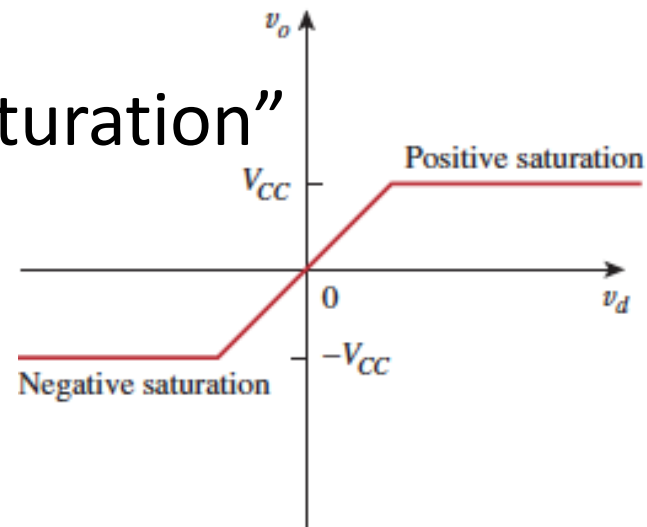 v_o
turation”
Positive saturation
V_CC
0
v_d
−V_CC
Negative saturation